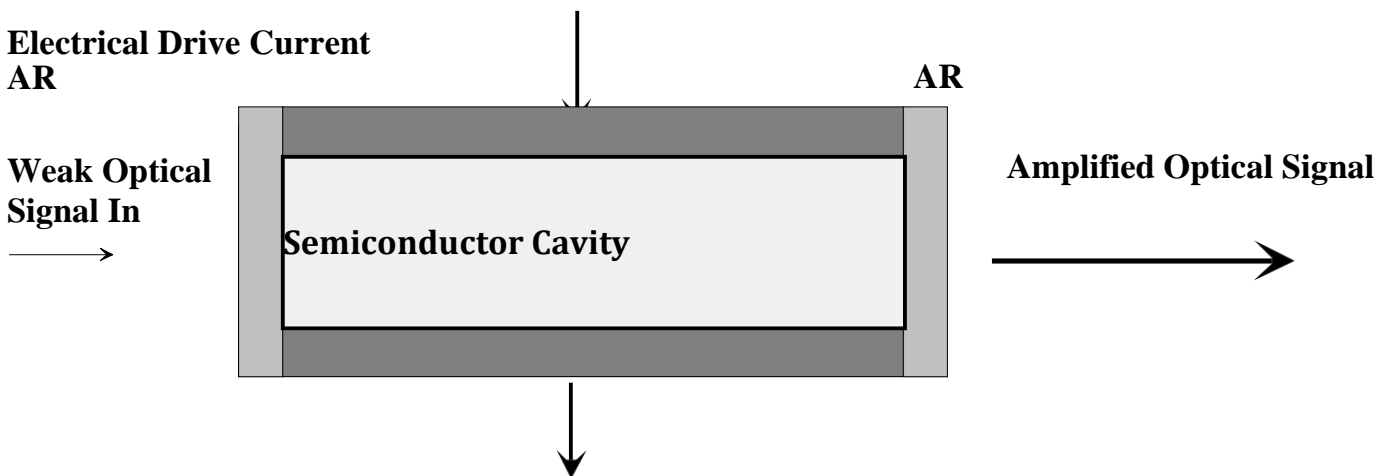 Electrical Drive Current
AR
AR
Weak Optical
Signal In
Semiconductor Cavity
Amplified Optical Signal